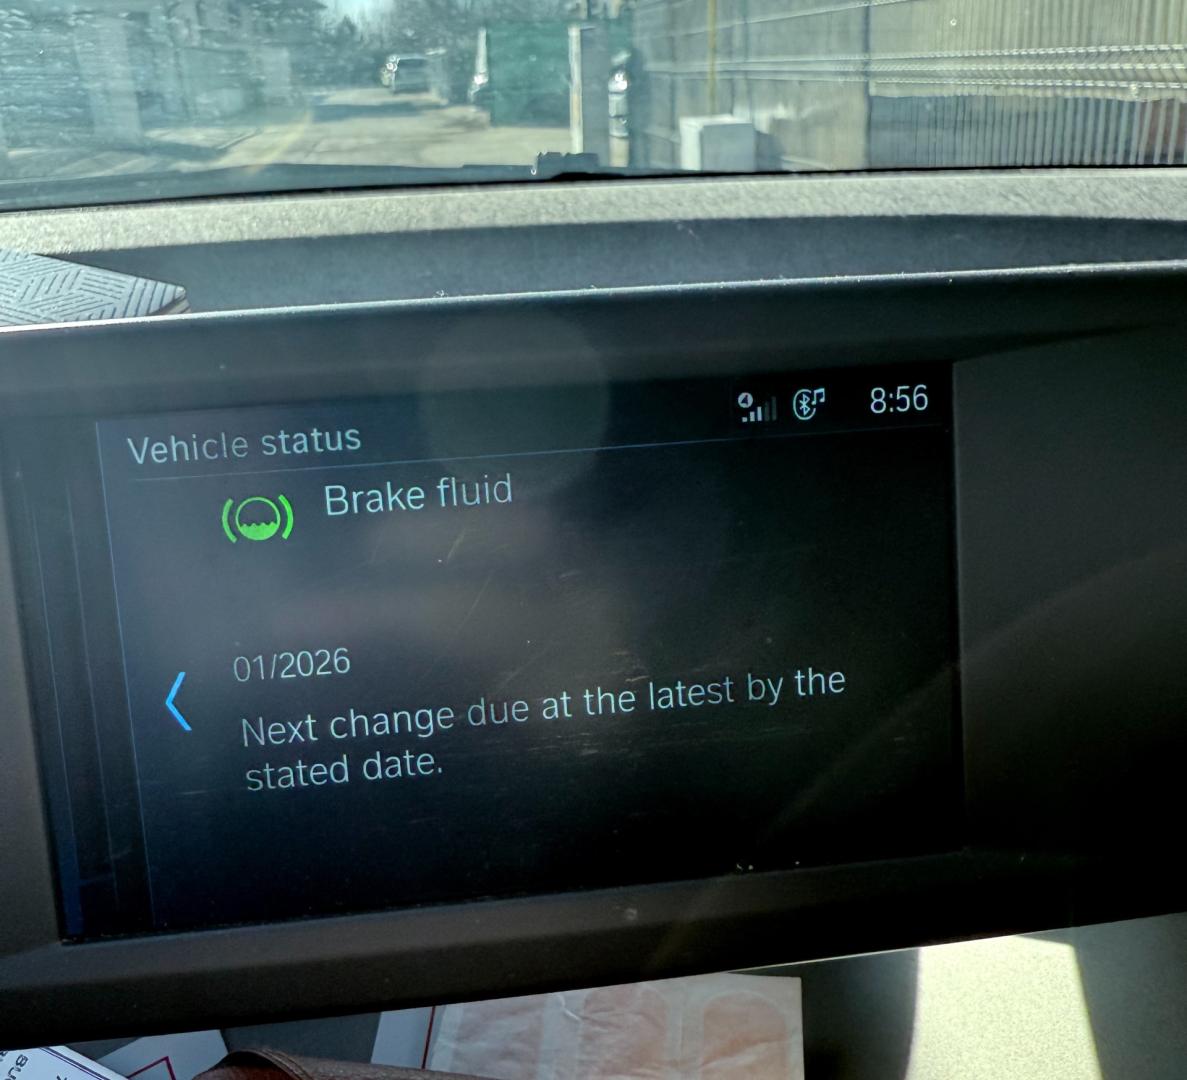 8:56
Vehicle status
Brake fluid
01/2026
Next change due at the latest by the
stated date.